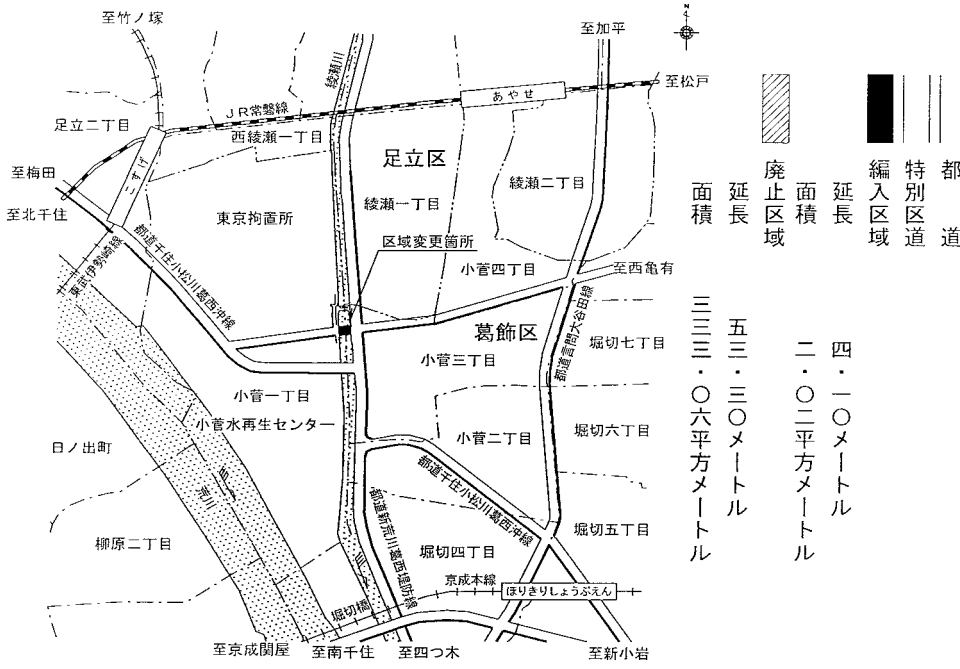 至竹ノ塚
至加平
N
至松戸
あやせ
JR常磐線
綾瀬川
足立二丁目
西綾瀬一丁目
足立区
こすげ
至梅田
至北千住
東京拘置所
綾瀬一丁目
綾瀬二丁目
区域変更箇所
都道千住小松川葛西沖線
東武伊勢崎線
小菅四丁目
至西亀有
葛飾区
都道言問大谷田線
堀切七丁目
小菅三丁目
小菅一丁目
小菅水再生センター
小菅二丁目
堀切六丁目
日ノ出町
荒川
都道千住小松川葛西沖線
都道新荒川葛西堤防線
堀切五丁目
柳原二丁目
堀切四丁目
京成本線
ほりきりしょうぶえん
堀切橋
至京成関屋
至南千住
至四つ木
至新小岩
都道
特別区道
編入区域
延長 四・一〇メートル
面積 二・〇二平方メートル
廃止区域
延長 五三・三〇メートル
面積 三三三・〇六平方メートル